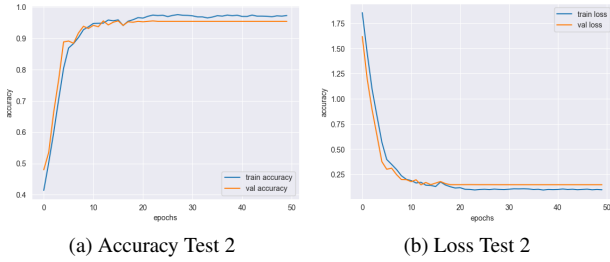 1.0
0.9
0.8
0.7
0.6
0.5
0.4
accuracy
0 10 20 30 40 50
epochs
train accuracy
val accuracy
(a) Accuracy Test 2
1.75
1.50
1.25
1.00
0.75
0.50
0.25
accuracy
0 10 20 30 40 50
epochs
train loss
val loss
(b) Loss Test 2